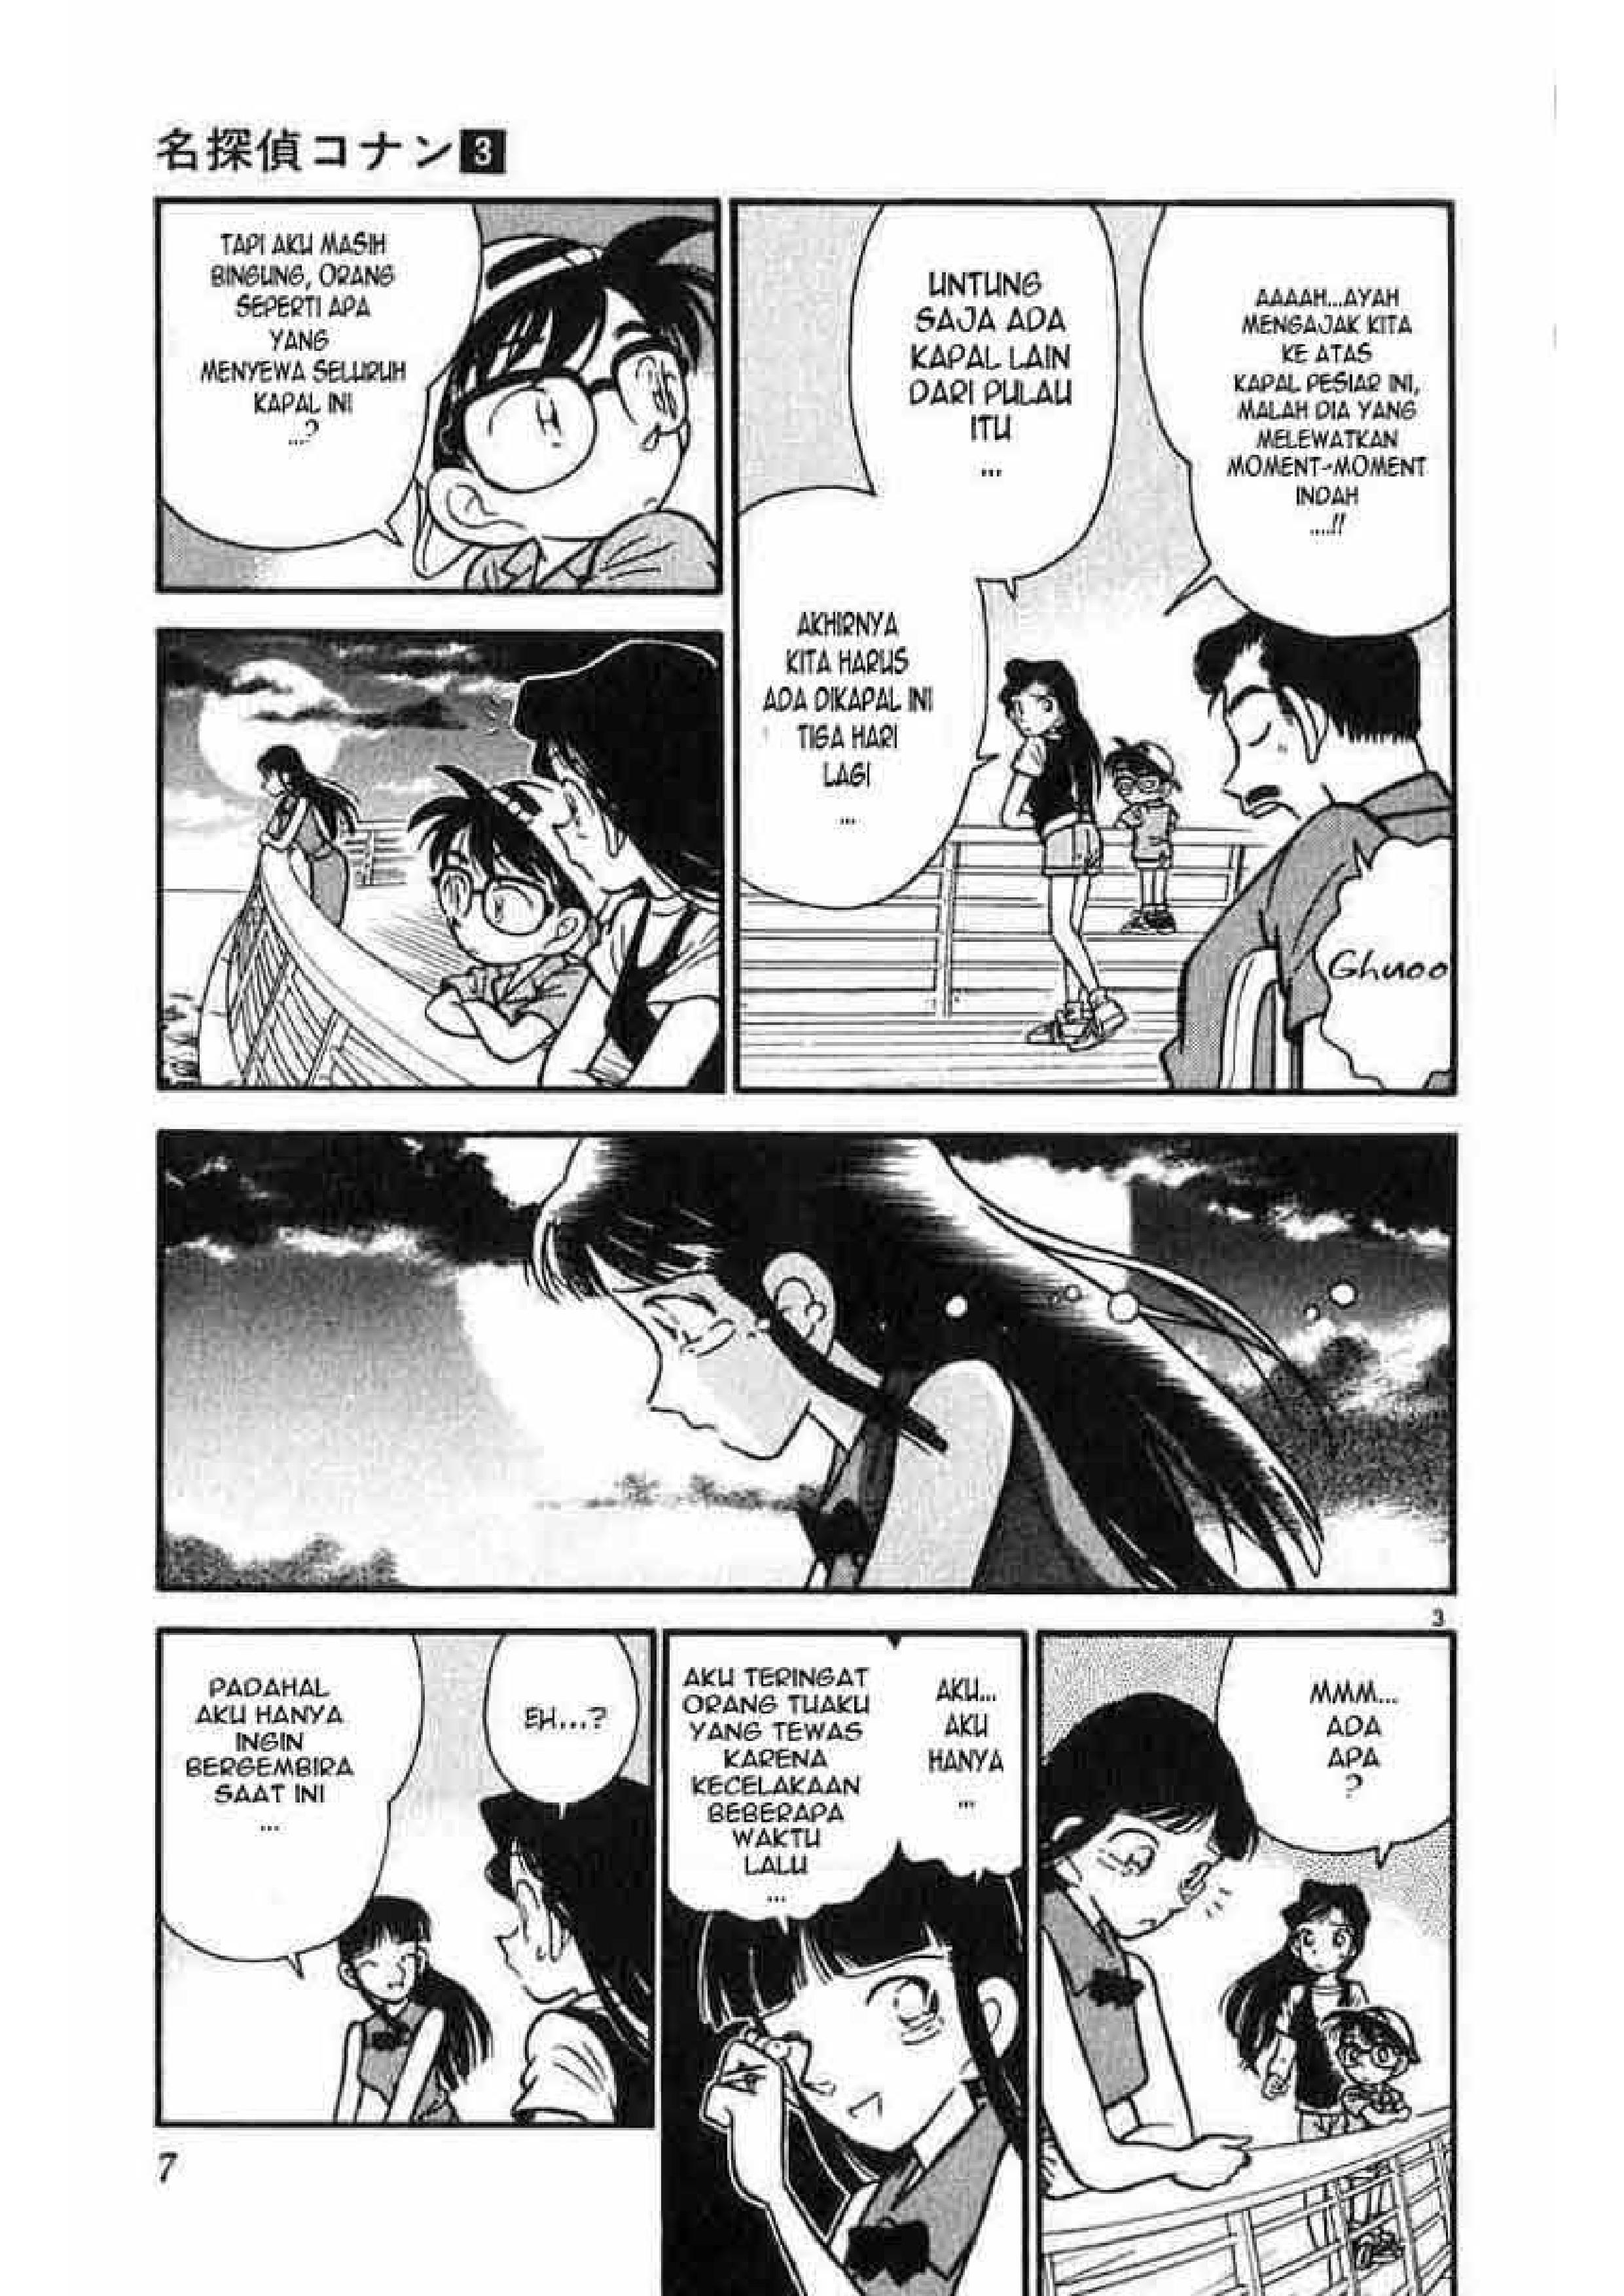 名探偵コナン3
AAAAH...AYAH
MENGAJAK KITA
KE ATAS
KAPAL PESIAR INI,
MALAH DIA YANG
MELEWATKAN
MOMENT-MOMENT
INDAH
....!!
UNTUNG
SAJA ADA
KAPAL LAIN
DARI PULAU
ITU
...
AKHIRNYA
KITA HARUS
ADA DIKAPAL INI
TIGA HARI
LAGI
...
Ghuoo
TAPI AKU MASIH
BINGUNG, ORANG
SEPERTI APA
YANG
MENYEWA SELURUH
KAPAL INI
...?
3
MMM...
ADA
APA
?
AKU...
AKU
HANYA
...
AKU TERINGAT
ORANG TUAKU
YANG TEWAS
KARENA
KECELAKAAN
BEBERAPA
WAKTU
LALU
...
EH...?
PADAHAL
AKU HANYA
INGIN
BERGEMBIRA
SAAT INI
...
7